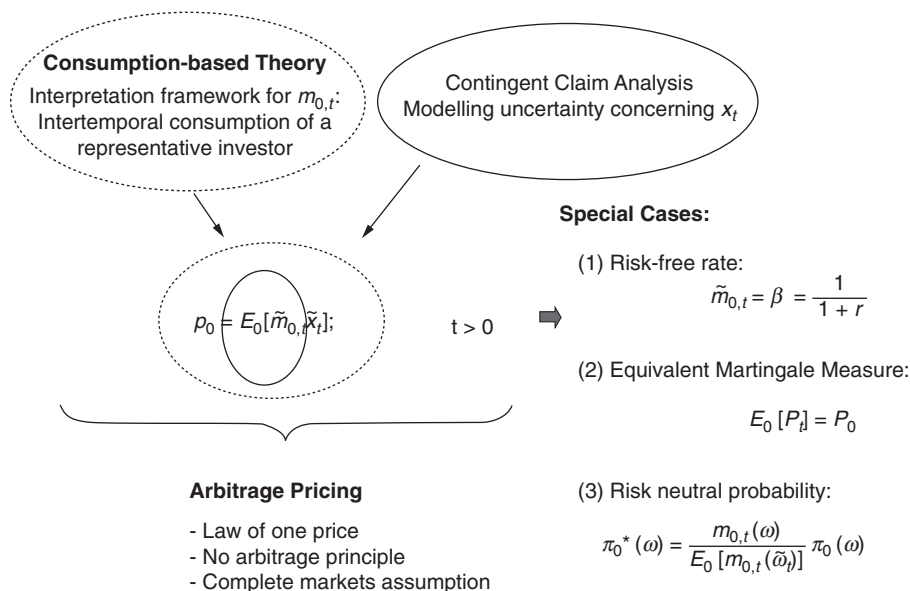 Consumption-based Theory
Interpretation framework for m̃₀,ₜ:
Intertemporal consumption of a
representative investor
Contingent Claim Analysis
Modelling uncertainty concerning xₜ
p₀ = E₀[m̃₀,ₜx̃ₜ];
t > 0
Arbitrage Pricing
- Law of one price
- No arbitrage principle
- Complete markets assumption
Special Cases:
(1) Risk-free rate:
m̃₀,ₜ = β = 1 / (1 + r)
(2) Equivalent Martingale Measure:
E₀ [Pₜ] = P₀
(3) Risk neutral probability:
π₀* (ω) = m₀,ₜ (ω) / E₀ [m₀,ₜ (ω̃ₜ)] π₀ (ω)